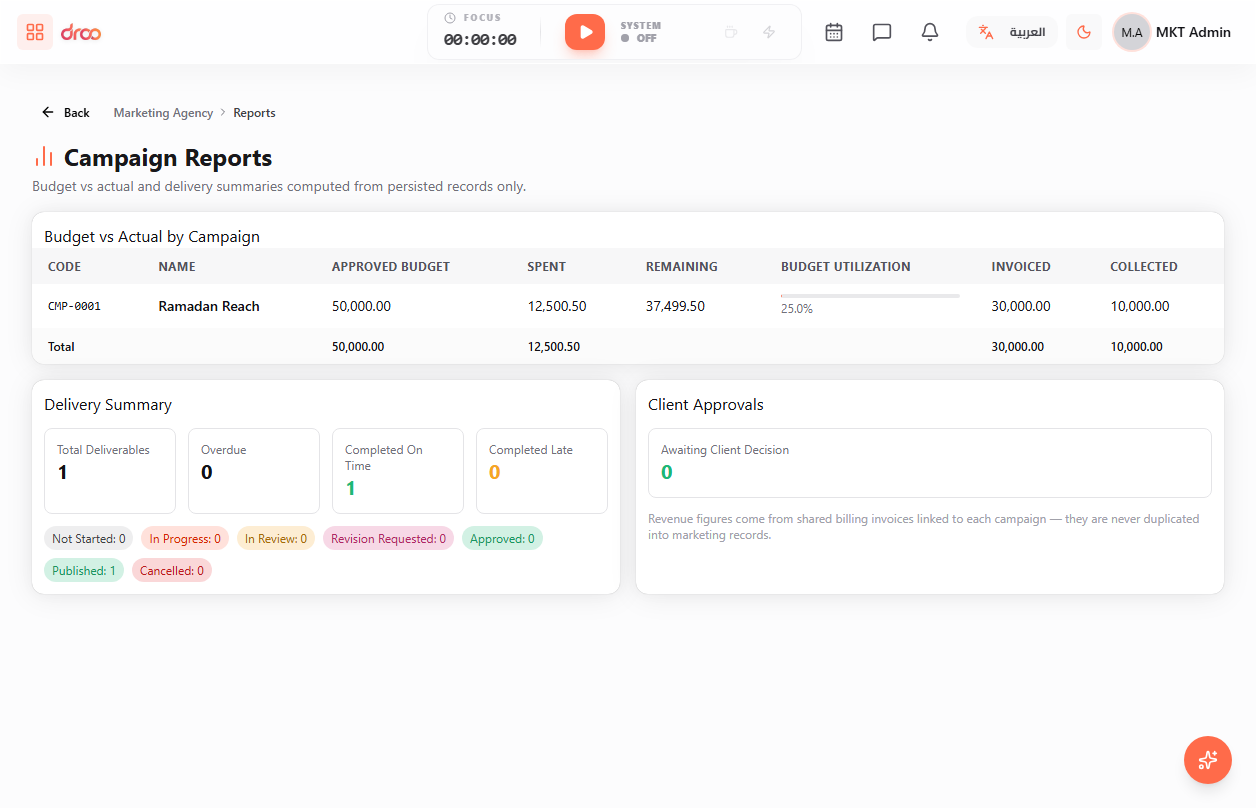 droo
FOCUS
00:00:00
SYSTEM
OFF
العربية
M.A
MKT Admin
Back
Marketing Agency > Reports
Campaign Reports
Budget vs actual and delivery summaries computed from persisted records only.
Budget vs Actual by Campaign
CODE NAME APPROVED BUDGET SPENT REMAINING BUDGET UTILIZATION INVOICED COLLECTED
CMP-0001 Ramadan Reach 50,000.00 12,500.50 37,499.50 25.0% 30,000.00 10,000.00
Total 50,000.00 12,500.50 30,000.00 10,000.00
Delivery Summary
Total Deliverables
1
Overdue
0
Completed On
Time
1
Completed Late
0
Not Started: 0 In Progress: 0 In Review: 0 Revision Requested: 0 Approved: 0
Published: 1 Cancelled: 0
Client Approvals
Awaiting Client Decision
0
Revenue figures come from shared billing invoices linked to each campaign — they are never duplicated
into marketing records.